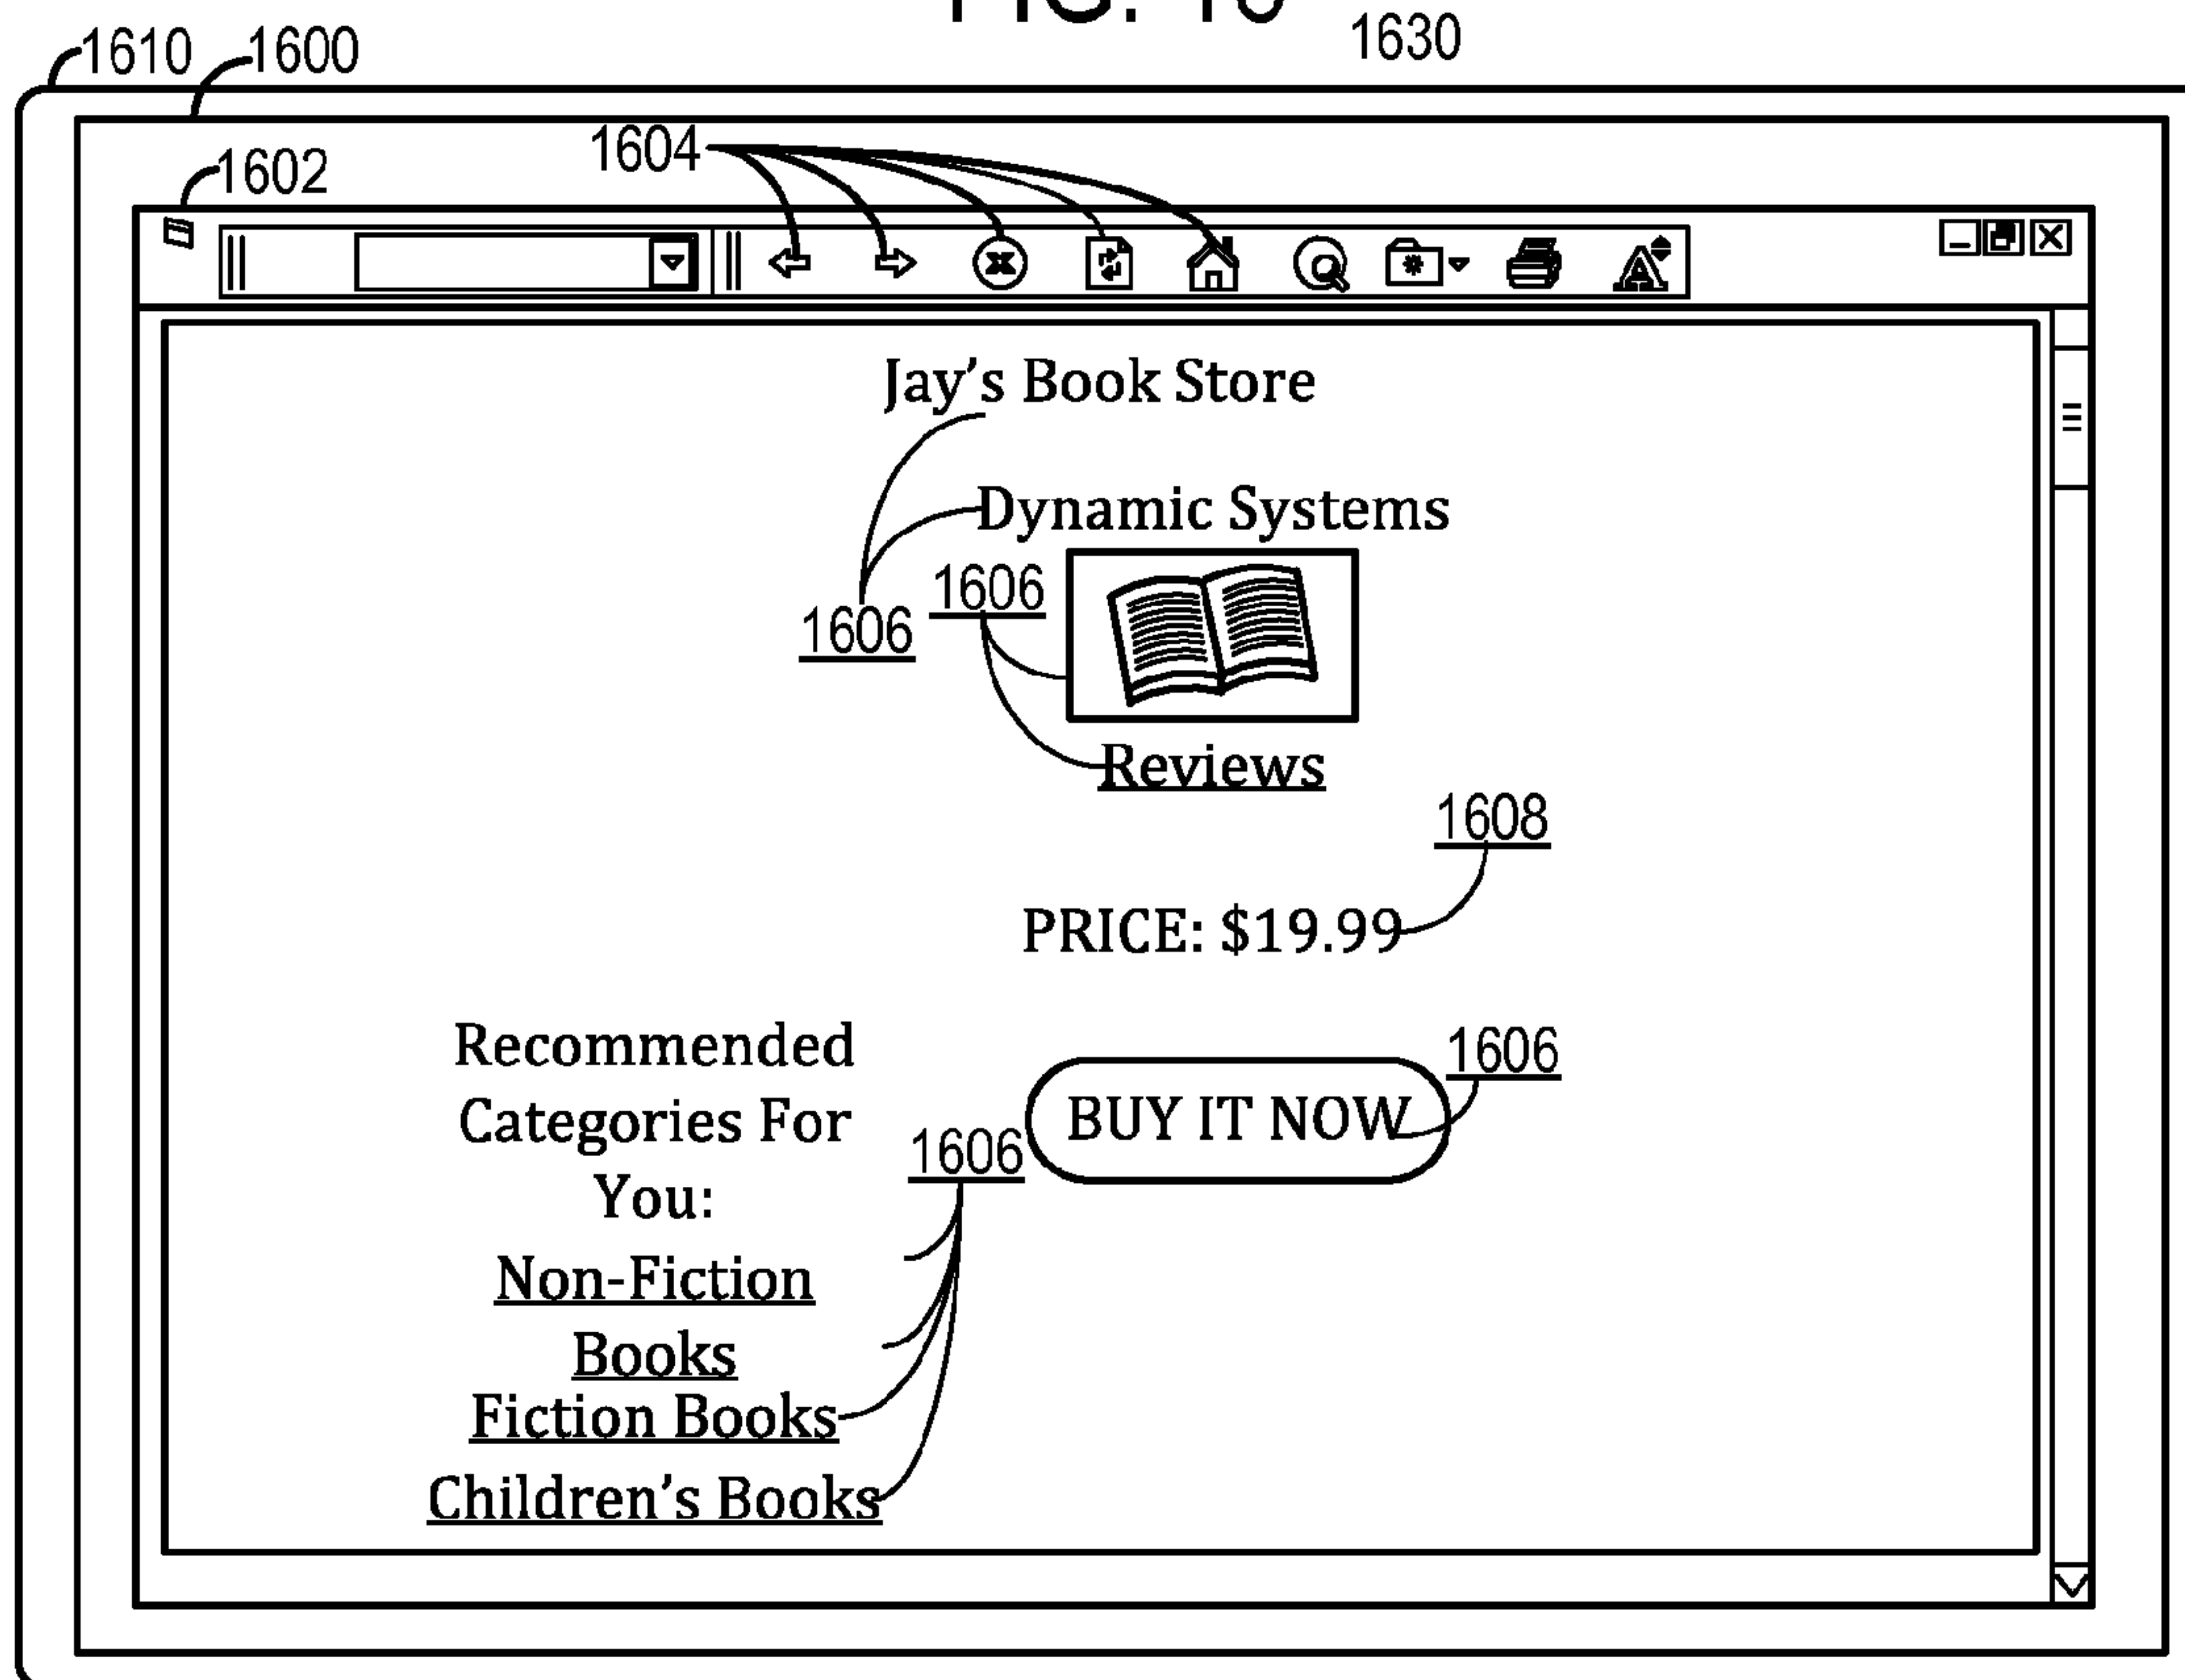 1630
1610
1600
1602
1604
Jay's Book Store
Dynamic Systems
1606
1606
Reviews
1608
PRICE: $19.99
Recommended
Categories For
You:
1606
BUY IT NOW
1606
Non-Fiction
Books
Fiction Books
Children's Books